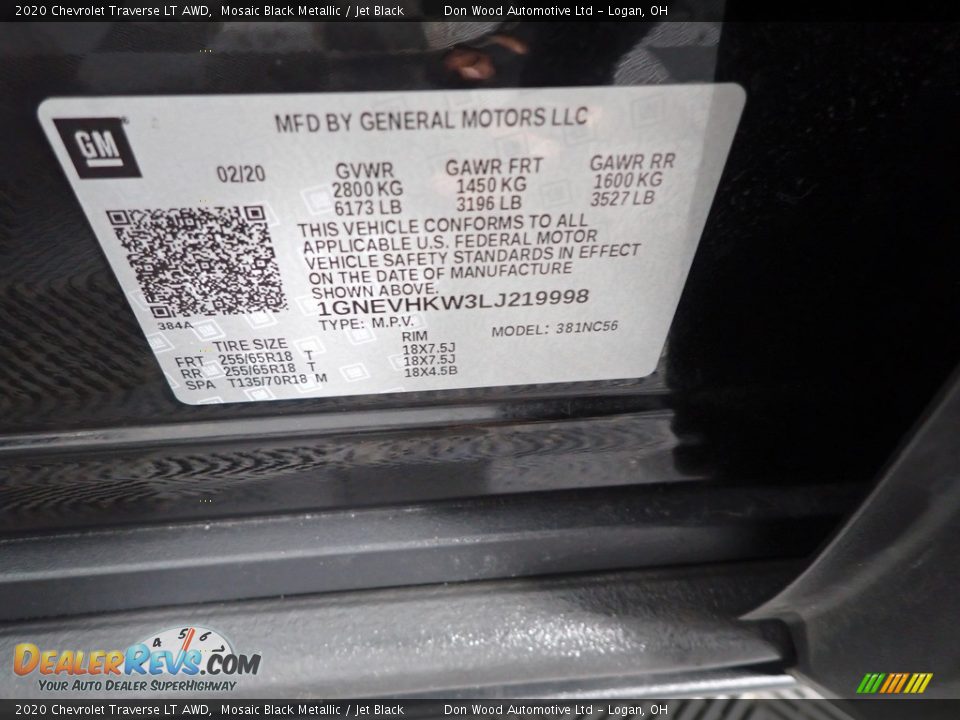 2020 Chevrolet Traverse LT AWD, Mosaic Black Metallic / Jet Black Don Wood Automotive Ltd - Logan, OH
GM
MFD BY GENERAL MOTORS LLC
02/20
GVWR GAWR FRT GAWR RR
2800 KG 1450 KG 1600 KG
6173 LB 3196 LB 3527 LB
THIS VEHICLE CONFORMS TO ALL
APPLICABLE U.S. FEDERAL MOTOR
VEHICLE SAFETY STANDARDS IN EFFECT
ON THE DATE OF MANUFACTURE
SHOWN ABOVE.
1GNEVHKW3LJ219998
384A
TYPE: M.P.V. MODEL: 381NC56
TIRE SIZE RIM
FRT 255/65R18 T 18X7.5J
RR 255/65R18 T 18X7.5J
SPA T135/70R18 M 18X4.5B
4 5 6
DEALERREVS.COM
YOUR AUTO DEALER SUPERHIGHWAY
2020 Chevrolet Traverse LT AWD, Mosaic Black Metallic / Jet Black Don Wood Automotive Ltd - Logan, OH